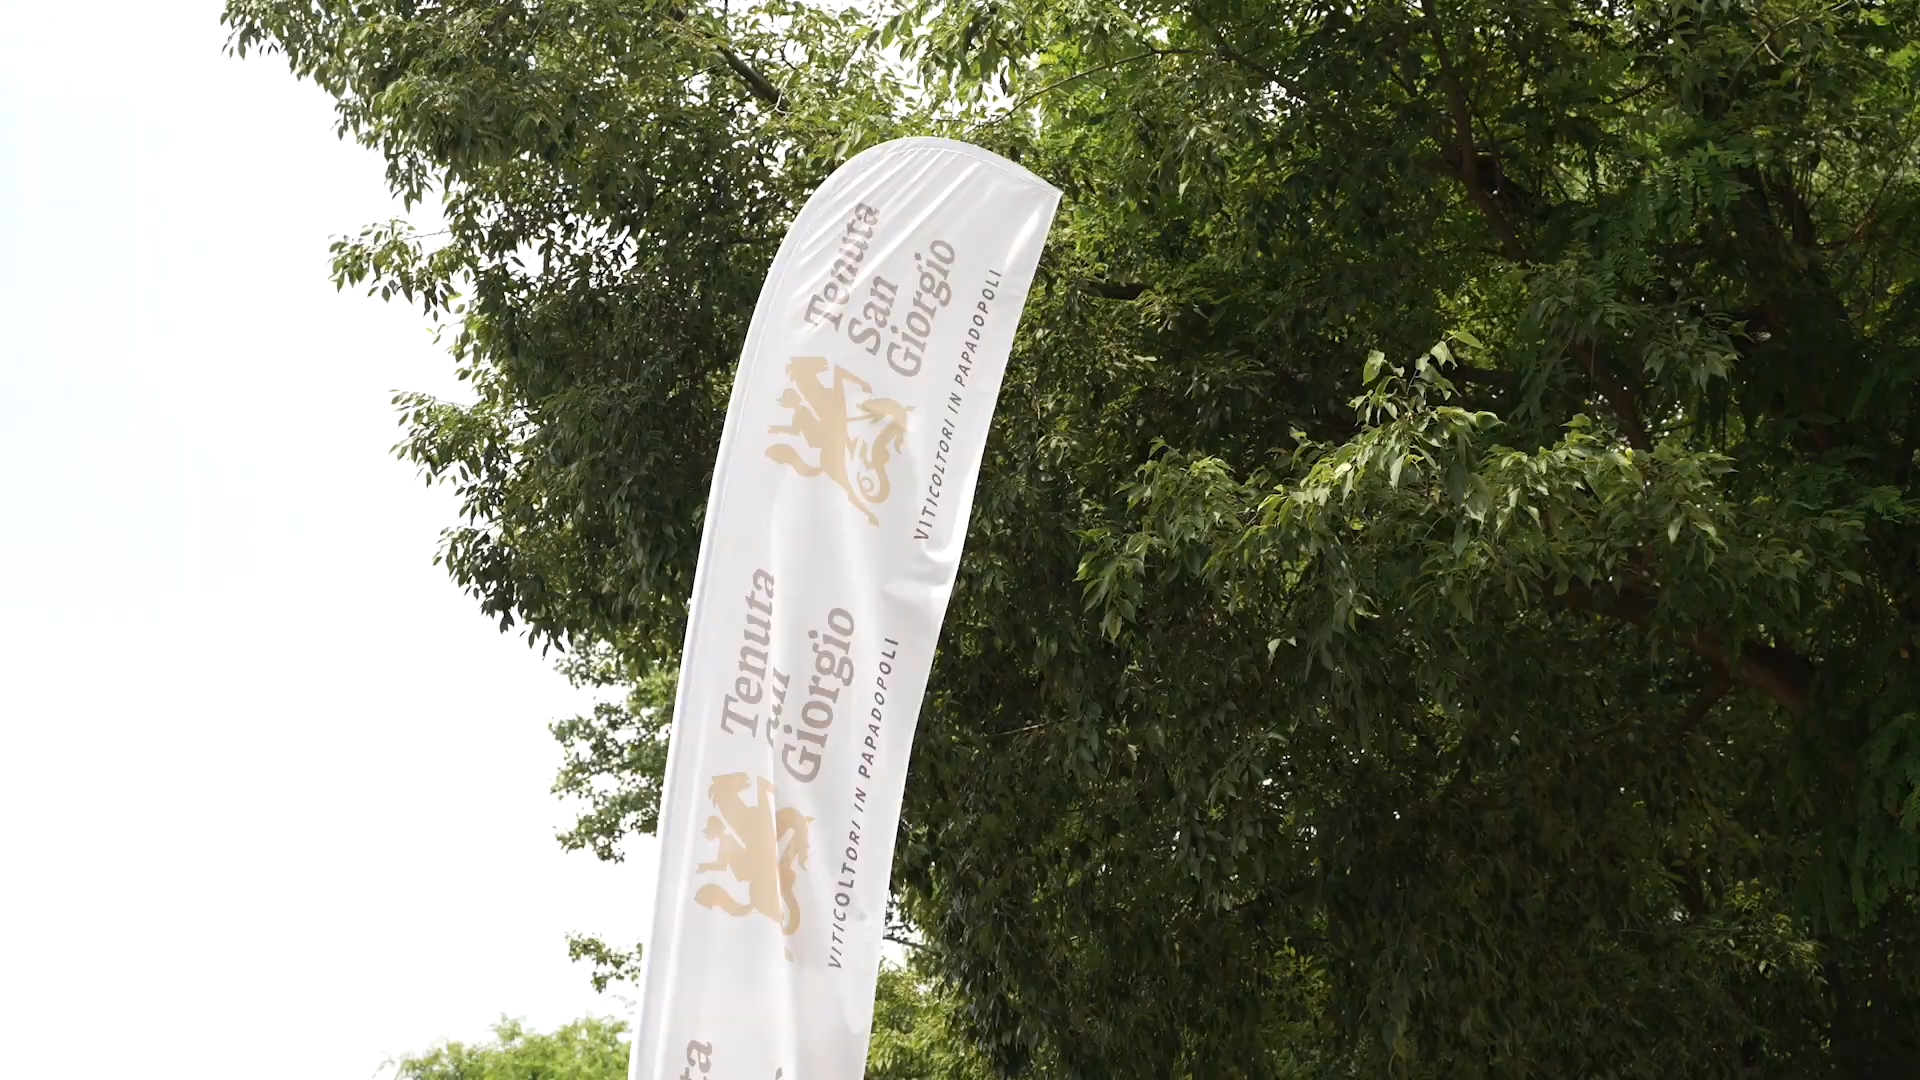 Tenuta
San
Giorgio
VITICOLTORI IN PAPADOPOLI
Tenuta
Giorgio
VITICOLTORI IN PAPADOPOLI